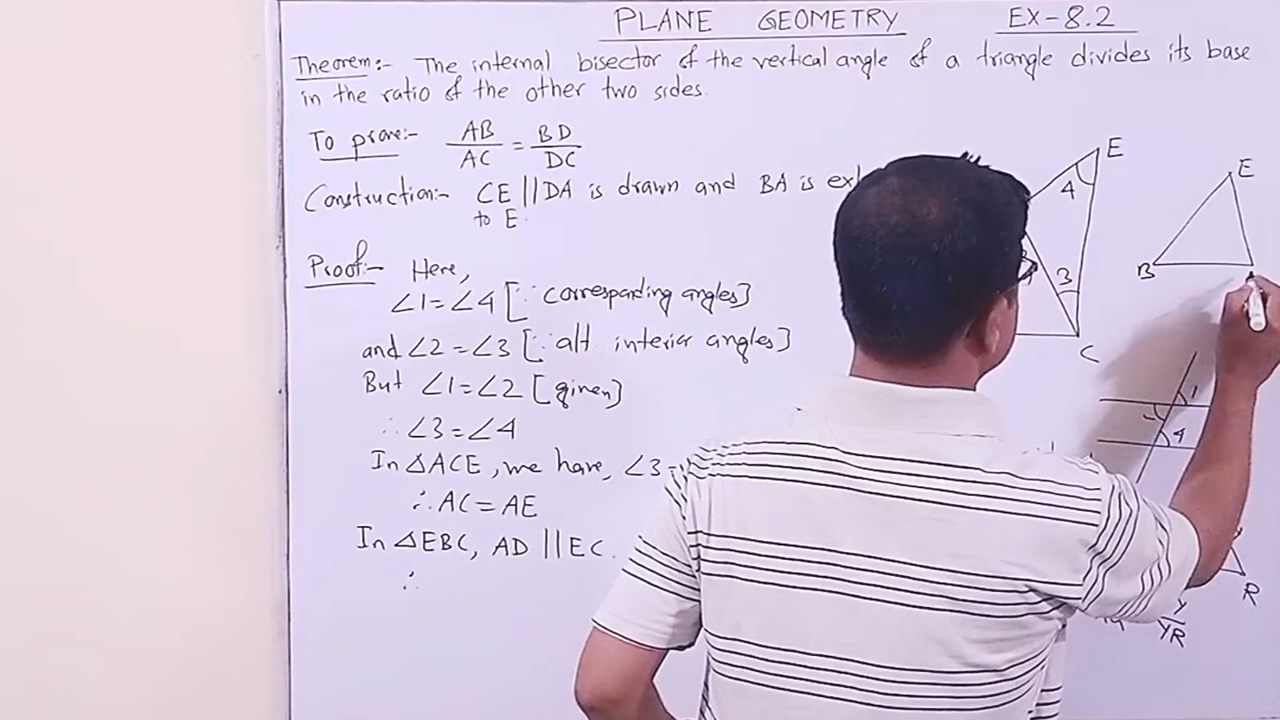 PLANE GEOMETRY EX-8.2
Theorem:- The internal bisector of the vertical angle of a triangle divides its base
in the ratio of the other two sides.
To prove:- AB/AC = BD/DC
Construction:- CE || DA is drawn and BA is
to E.
Proof:- Here,
∠1=∠4 [∵ corresponding angles]
and ∠2=∠3 [∵ alt interior angles]
But ∠1=∠2 [given]
∴ ∠3=∠4
In △ACE, we have, ∠3=
∴ AC=AE
In △EBC, AD || EC.
∴
E
4
3
C
E
B
1
4
R
Y/YR